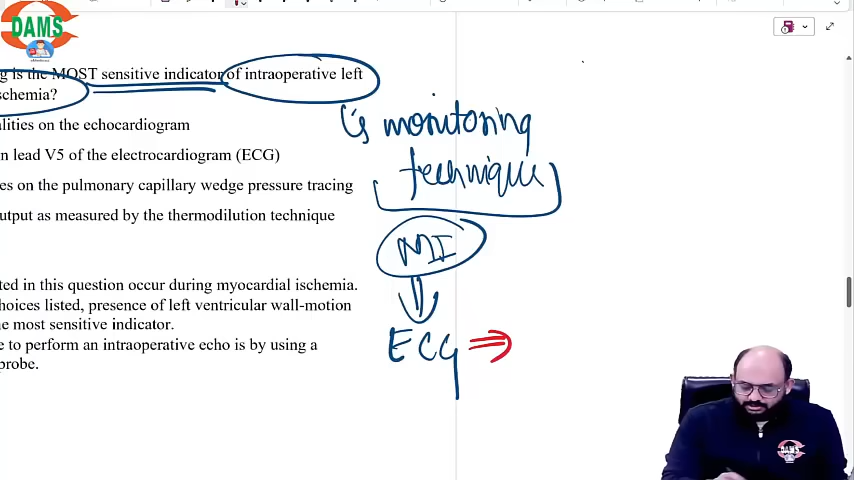 DAMS
g is the MOST sensitive indicator of intraoperative left
schemia?
alities on the echocardiogram
n lead V5 of the electrocardiogram (ECG)
es on the pulmonary capillary wedge pressure tracing
utput as measured by the thermodilution technique
ted in this question occur during myocardial ischemia.
hoices listed, presence of left ventricular wall-motion
e most sensitive indicator.
e to perform an intraoperative echo is by using a
probe.
monitoring
technique
MI
ECG
DAMS